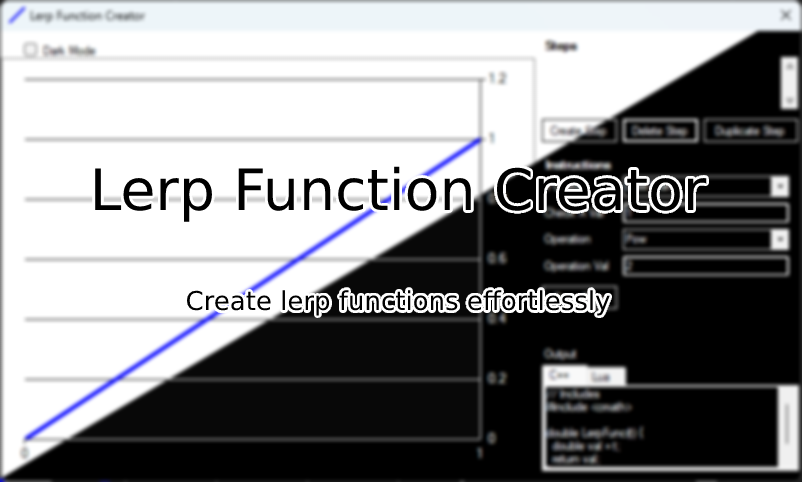 Lerp Function Creator
Dark Mode
Steps
1.2
1
Create Step
Delete Step
Duplicate Step
Instructions
Lerp Function Creator
Operation
Pow
0.6
Operation Val
Create lerp functions effortlessly
0.4
Output
C++
Lua
0.2
// Includes
#include <cmath>
double LerpFunc(t) {
double val = t;
return val;
0
0
1